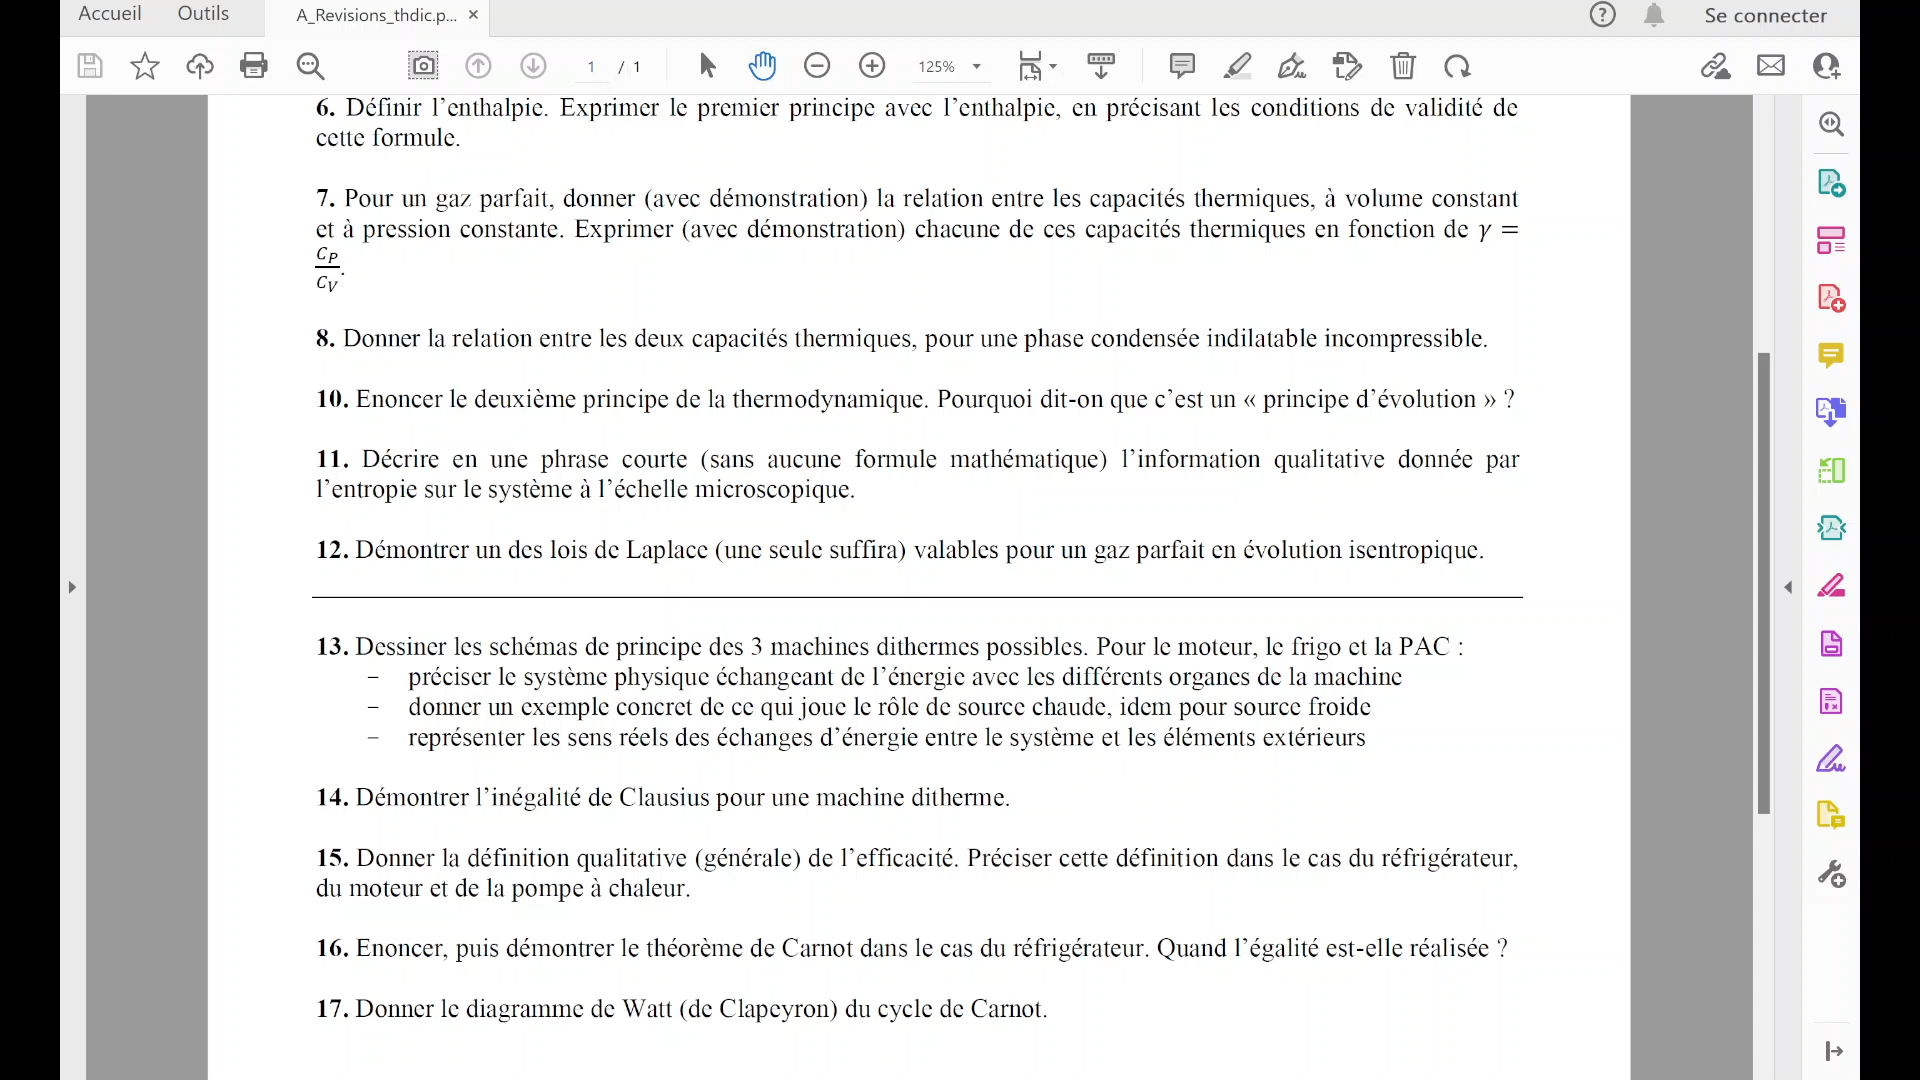 Accueil Outils A_Revisions_thdic.p... × Se connecter
1 / 1 125%
6. Définir l’enthalpie. Exprimer le premier principe avec l’enthalpie, en précisant les conditions de validité de
cette formule.
7. Pour un gaz parfait, donner (avec démonstration) la relation entre les capacités thermiques, à volume constant
et à pression constante. Exprimer (avec démonstration) chacune de ces capacités thermiques en fonction de γ =
C_P
C_V.
8. Donner la relation entre les deux capacités thermiques, pour une phase condensée indilatable incompressible.
10. Enoncer le deuxième principe de la thermodynamique. Pourquoi dit-on que c’est un « principe d’évolution » ?
11. Décrire en une phrase courte (sans aucune formule mathématique) l’information qualitative donnée par
l’entropie sur le système à l’échelle microscopique.
12. Démontrer un des lois de Laplace (une seule suffira) valables pour un gaz parfait en évolution isentropique.
13. Dessiner les schémas de principe des 3 machines dithermes possibles. Pour le moteur, le frigo et la PAC :
– préciser le système physique échangeant de l’énergie avec les différents organes de la machine
– donner un exemple concret de ce qui joue le rôle de source chaude, idem pour source froide
– représenter les sens réels des échanges d’énergie entre le système et les éléments extérieurs
14. Démontrer l’inégalité de Clausius pour une machine ditherme.
15. Donner la définition qualitative (générale) de l’efficacité. Préciser cette définition dans le cas du réfrigérateur,
du moteur et de la pompe à chaleur.
16. Enoncer, puis démontrer le théorème de Carnot dans le cas du réfrigérateur. Quand l’égalité est-elle réalisée ?
17. Donner le diagramme de Watt (de Clapeyron) du cycle de Carnot.